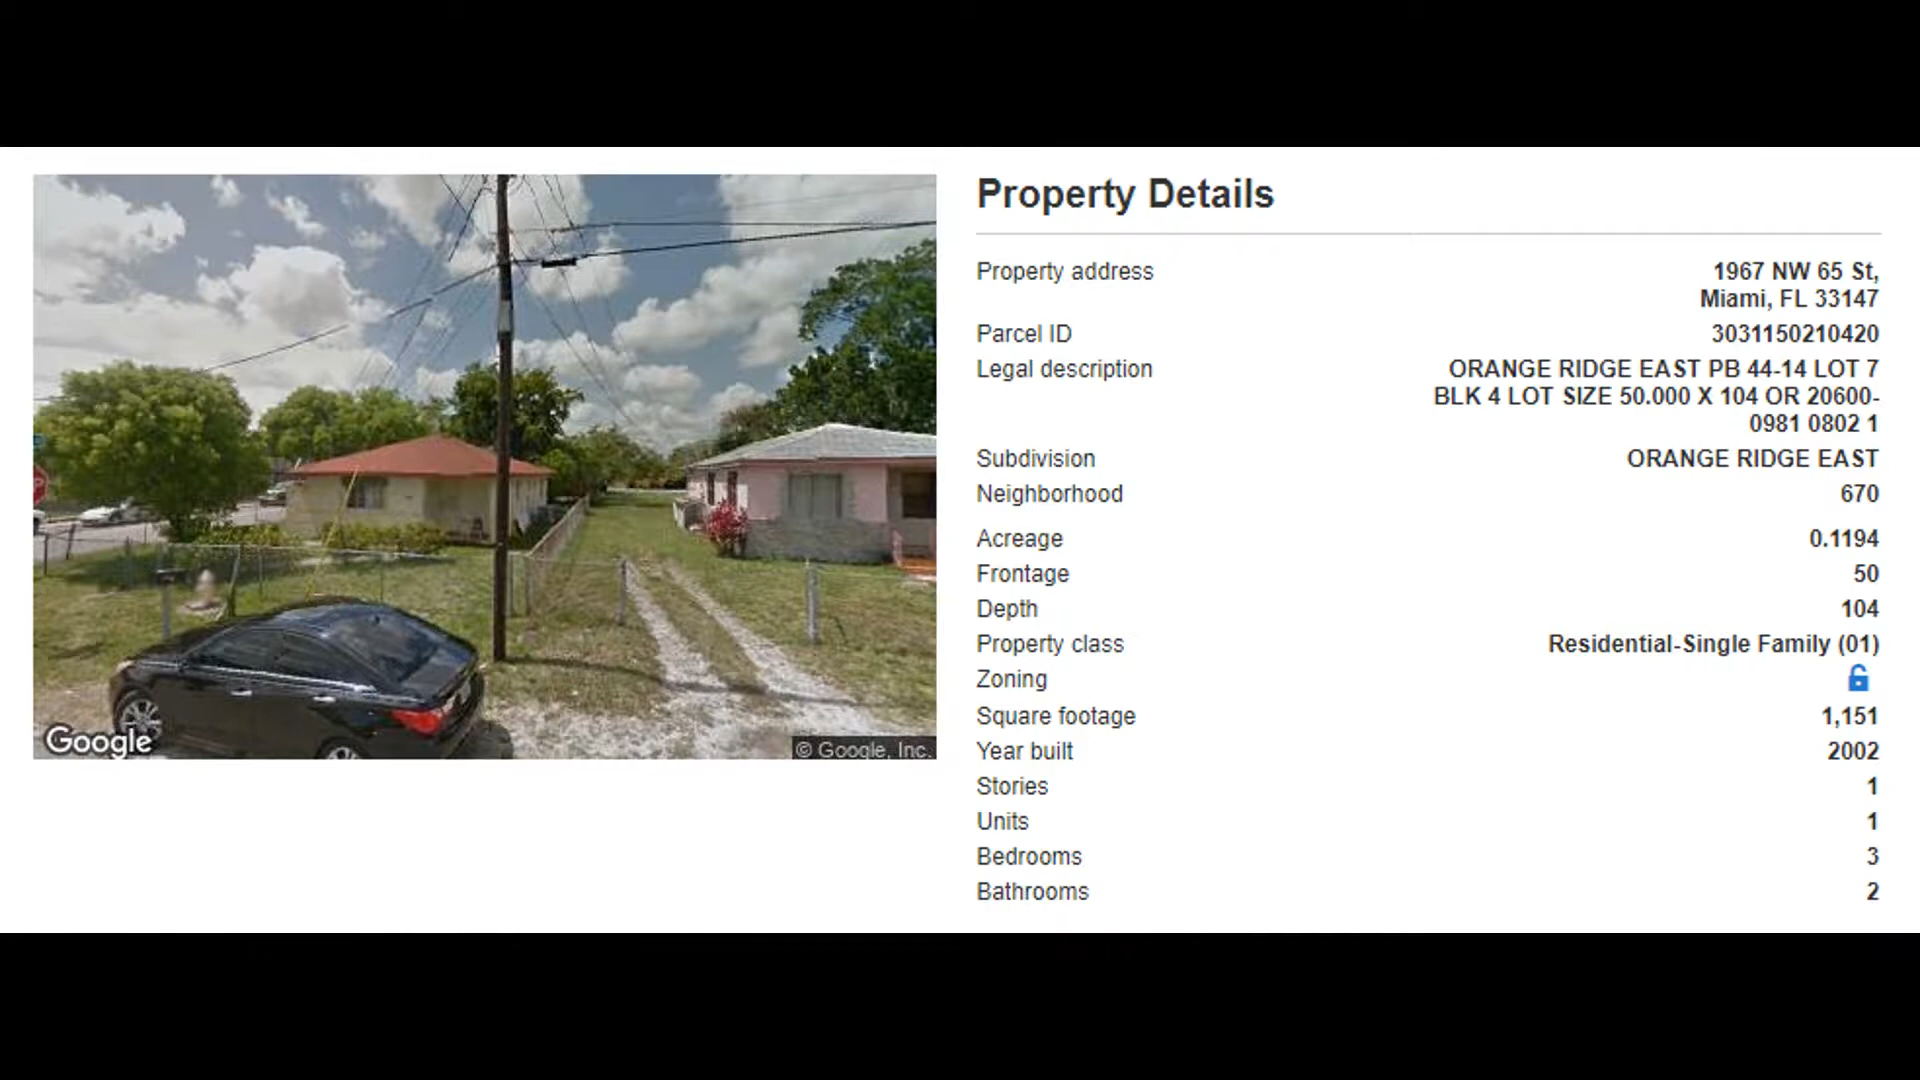 Property Details
Property address 1967 NW 65 St,
Miami, FL 33147
Parcel ID 3031150210420
Legal description ORANGE RIDGE EAST PB 44-14 LOT 7
BLK 4 LOT SIZE 50.000 X 104 OR 20600-
0981 0802 1
Subdivision ORANGE RIDGE EAST
Neighborhood 670
Acreage 0.1194
Frontage 50
Depth 104
Property class Residential-Single Family (01)
Zoning
Square footage 1,151
Year built 2002
Stories 1
Units 1
Bedrooms 3
Bathrooms 2
Google
© Google, Inc.